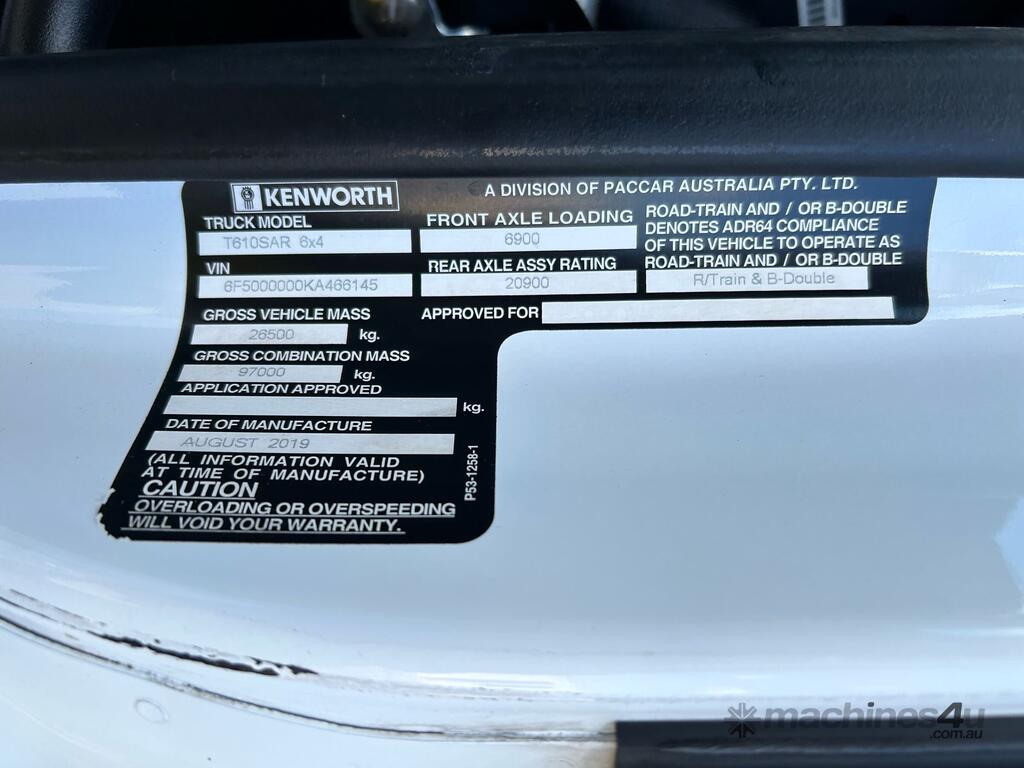 KENWORTH
A DIVISION OF PACCAR AUSTRALIA PTY. LTD.
TRUCK MODEL
T610SAR 6x4
FRONT AXLE LOADING
6900
ROAD-TRAIN AND / OR B-DOUBLE
DENOTES ADR64 COMPLIANCE
OF THIS VEHICLE TO OPERATE AS
ROAD-TRAIN AND / OR B-DOUBLE
R/Train & B-Double
VIN
6F5000000KA466145
REAR AXLE ASSY RATING
20900
GROSS VEHICLE MASS
26500 kg.
APPROVED FOR
GROSS COMBINATION MASS
97000 kg.
APPLICATION APPROVED
kg.
DATE OF MANUFACTURE
AUGUST 2019
(ALL INFORMATION VALID
AT TIME OF MANUFACTURE)
CAUTION
OVERLOADING OR OVERSPEEDING
WILL VOID YOUR WARRANTY.
P53-1258-1
machines4u
.com.au